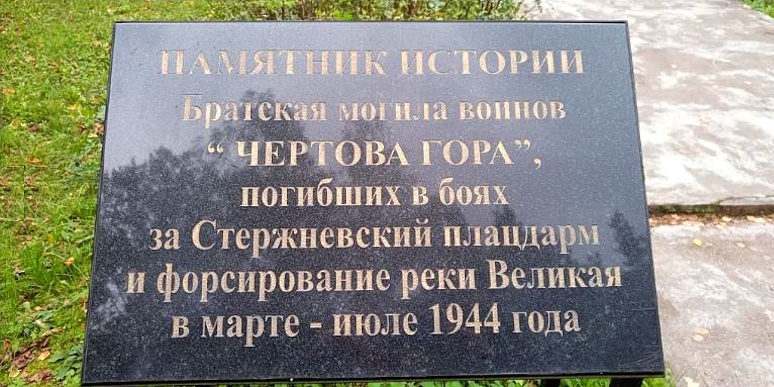 ПАМЯТНИК ИСТОРИИ
Братская могила воинов
“ ЧЕРТОВА ГОРА”,
погибших в боях
за Стержневский плацдарм
и форсирование реки Великая
в марте - июле 1944 года